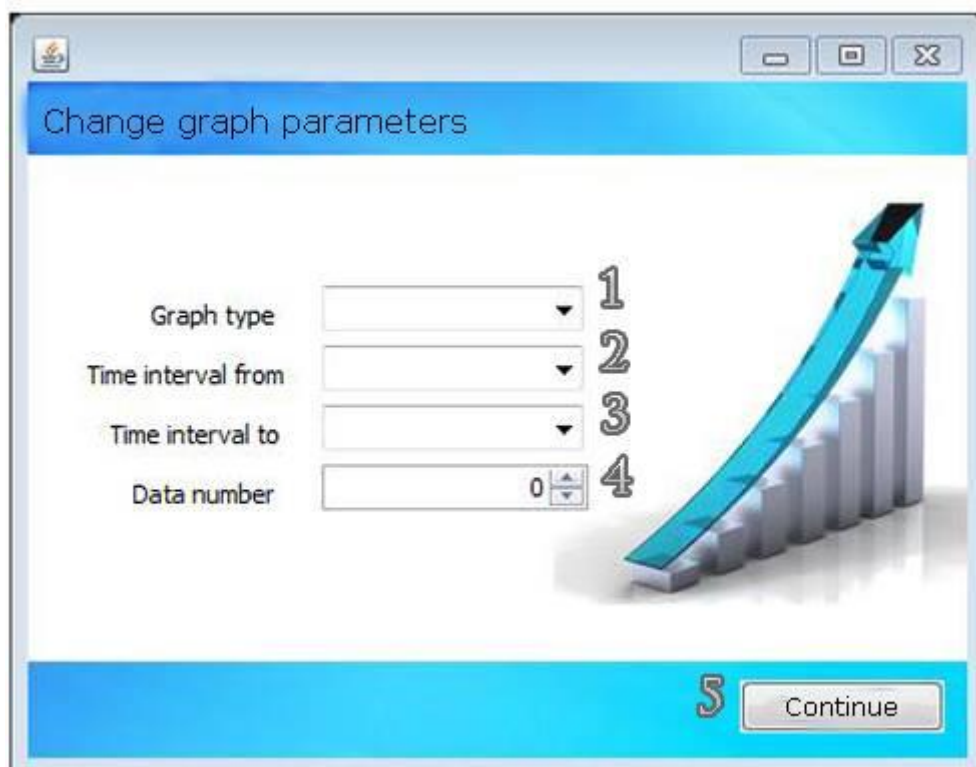 Change graph parameters
Graph type 1
Time interval from 2
Time interval to 3
Data number 0 4
5 Continue